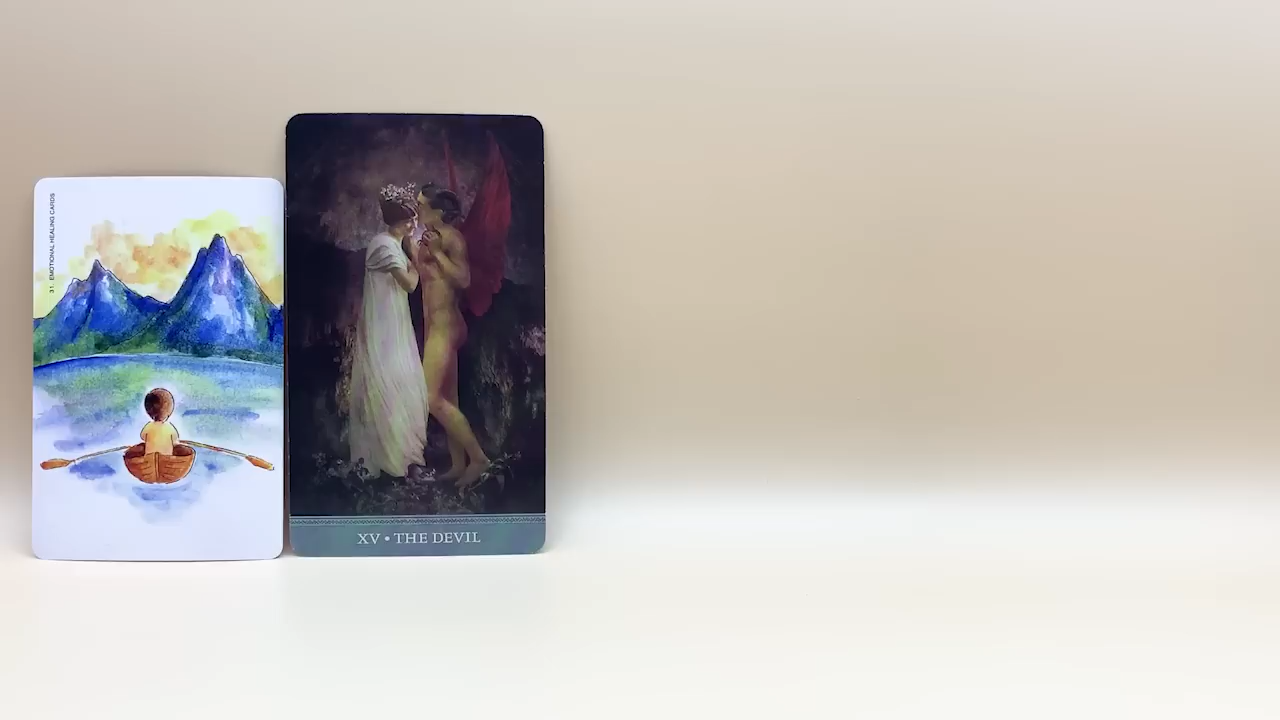 31. EMOTIONAL HEALING CARDS
XV • THE DEVIL